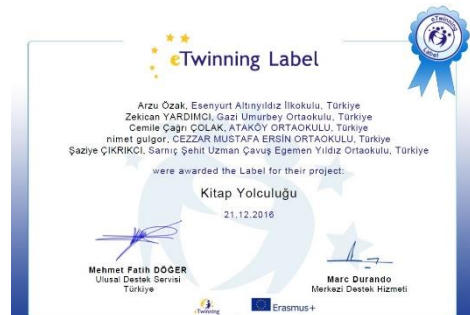 eTwinning Label
eTwinning
Label
Arzu Özak, Esenyurt Altınyıldız İlkokulu, Türkiye
Zekican YARDIMCI, Gazi Umurbey Ortaokulu, Türkiye
Cemile Çağrı ÇOLAK, ATAKÖY ORTAOKULU, Türkiye
nimet gulgor, CEZZAR MUSTAFA ERSİN ORTAOKULU, Türkiye
Şaziye ÇIKRIKCI, Sarnıç Şehit Uzman Çavuş Egemen Yıldız Ortaokulu, Türkiye
were awarded the Label for their project:
Kitap Yolculuğu
21.12.2016
Mehmet Fatih DÖĞER
Ulusal Destek Servisi
Türkiye
Marc Durando
Merkezi Destek Hizmeti
eTwinning
Erasmus+